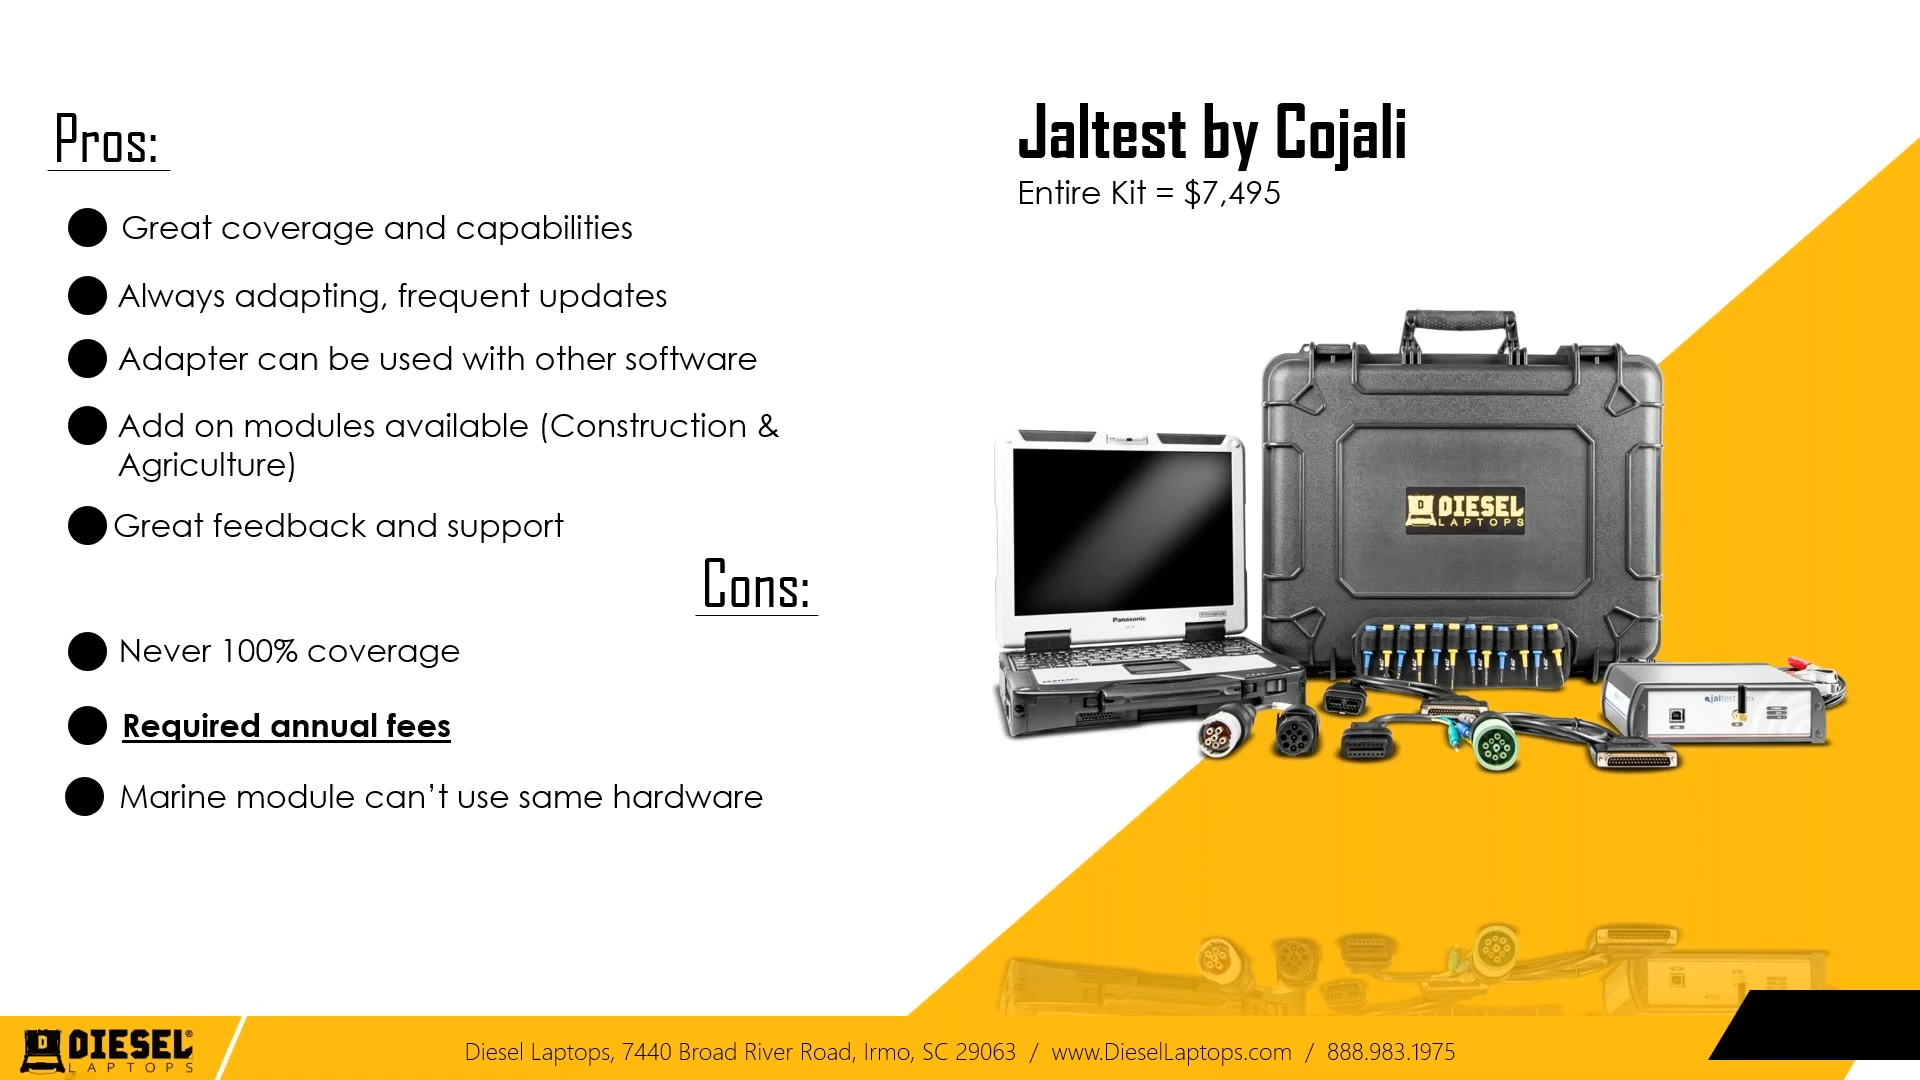 Pros:
Great coverage and capabilities
Always adapting, frequent updates
Adapter can be used with other software
Add on modules available (Construction &
Agriculture)
Great feedback and support
Cons:
Never 100% coverage
Required annual fees
Marine module can’t use same hardware
Jaltest by Cojali
Entire Kit = $7,495
DIESEL
LAPTOPS
Panasonic
DIESEL
jaltest
DIESEL®
LAPTOPS
Diesel Laptops, 7440 Broad River Road, Irmo, SC 29063 / www.DieselLaptops.com / 888.983.1975